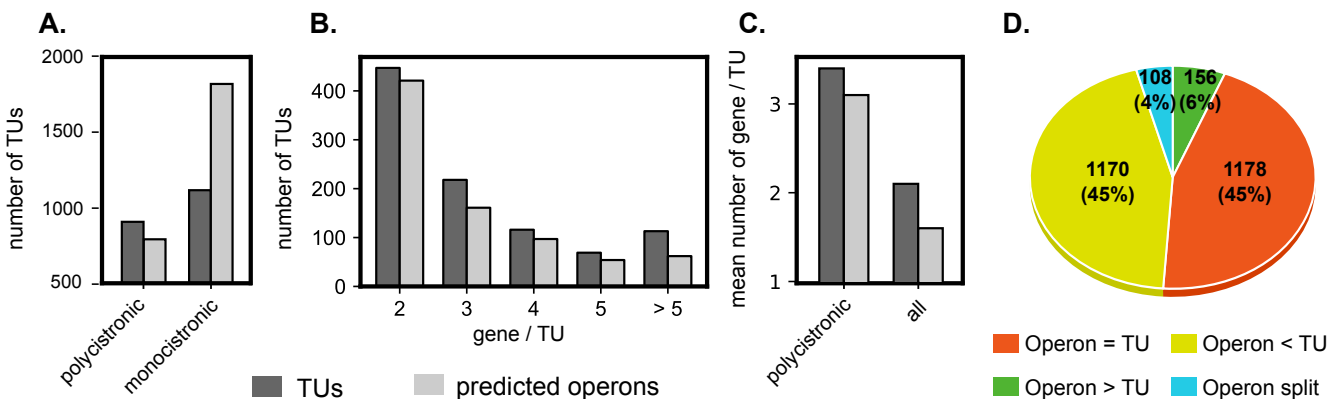 A.
number of TUs
2000
1500
1000
500
polycistronic
monocistronic
B.
number of TUs
400
300
200
100
0
2 3 4 5 > 5
gene / TU
C.
mean number of gene / TU
3
2
1
polycistronic
all
TUs
predicted operons
D.
108
(4%)
156
(6%)
1170
(45%)
1178
(45%)
Operon = TU
Operon < TU
Operon > TU
Operon split